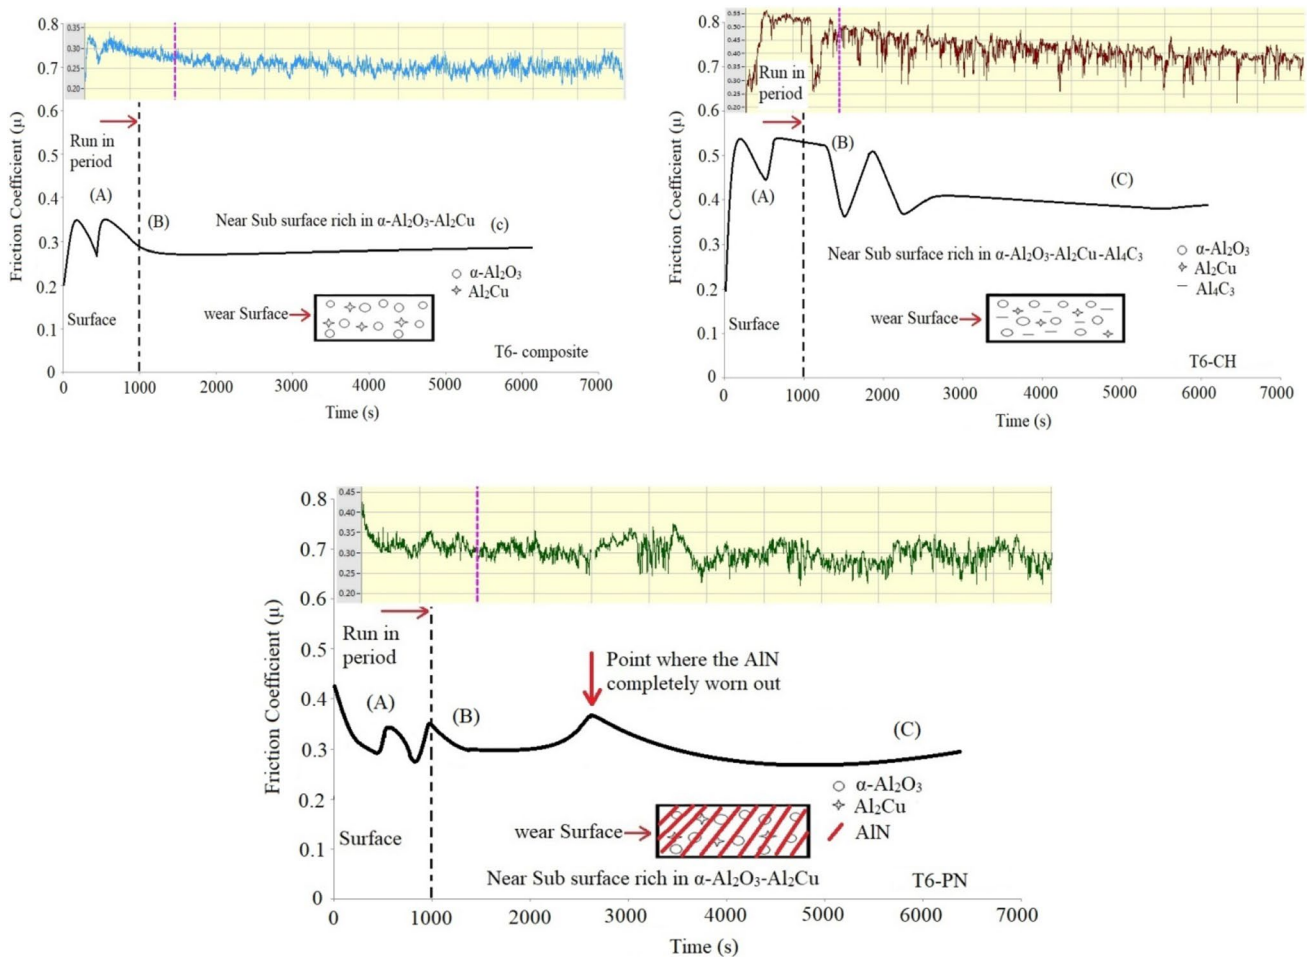 0.8
0.7
0.6
0.5
0.4
0.3
0.2
0.1
0
Friction Coefficient (μ)
0.35
0.30
0.25
0.20
Run in
period
(A)
(B)
Near Sub surface rich in α-Al₂O₃-Al₂Cu
(c)
α-Al₂O₃
Al₂Cu
wear Surface
Surface
T6- composite
0 1000 2000 3000 4000 5000 6000 7000
Time (s)
0.8
0.7
0.6
0.5
0.4
0.3
0.2
0.1
0
Friction Coefficient (μ)
0.55
0.50
0.45
0.40
0.35
0.30
0.25
0.20
Run in
period
(A)
(B)
(C)
Near Sub surface rich in α-Al₂O₃-Al₂Cu-Al₄C₃
α-Al₂O₃
Al₂Cu
Al₄C₃
wear Surface
Surface
T6-CH
0 1000 2000 3000 4000 5000 6000 7000
Time (s)
0.8
0.7
0.6
0.5
0.4
0.3
0.2
0.1
0
Friction Coefficient (μ)
0.45
0.40
0.35
0.30
0.25
0.20
Run in
period
Point where the AlN
completely worn out
(A)
(B)
(C)
α-Al₂O₃
Al₂Cu
AlN
wear Surface
Surface
Near Sub surface rich in α-Al₂O₃-Al₂Cu
T6-PN
0 1000 2000 3000 4000 5000 6000 7000
Time (s)